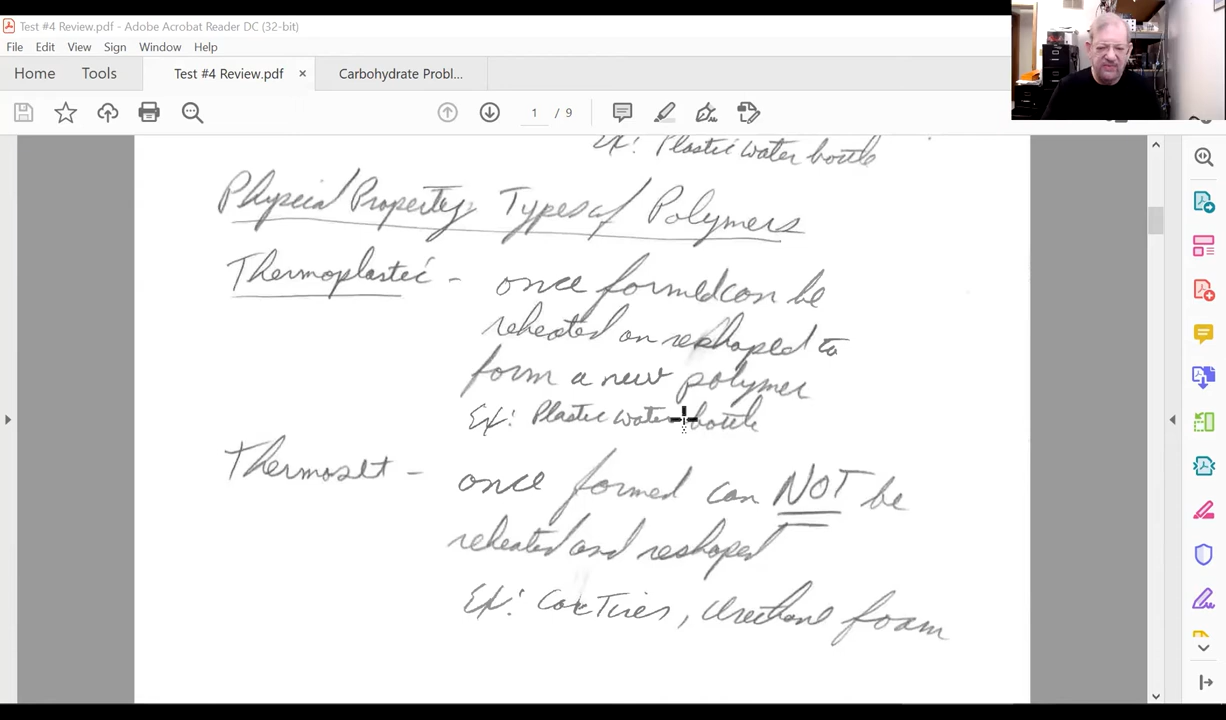 Test #4 Review.pdf - Adobe Acrobat Reader DC (32-bit)
File Edit View Sign Window Help
Home Tools Test #4 Review.pdf × Carbohydrate Probl...
1 / 9
Ex: Plastic water bottle
Physical Property Types of Polymers
Thermoplastic - once formed can be
reheated an reshaped to
form a new polymer
Ex: Plastic water bottle
Thermoset - once formed can NOT be
reheated and reshaped
Ex: Car Tires, Urethane foam